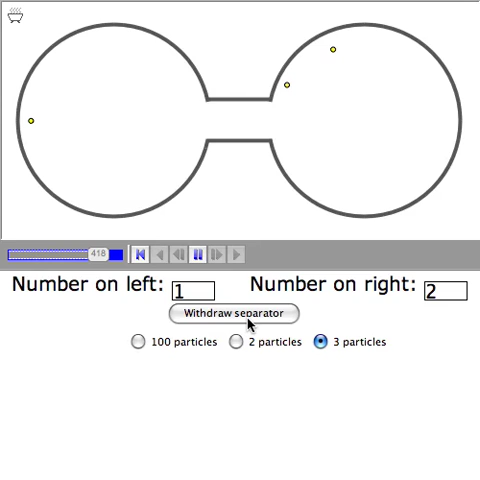 418
Number on left: 1 Number on right: 2
Withdraw separator
100 particles 2 particles 3 particles